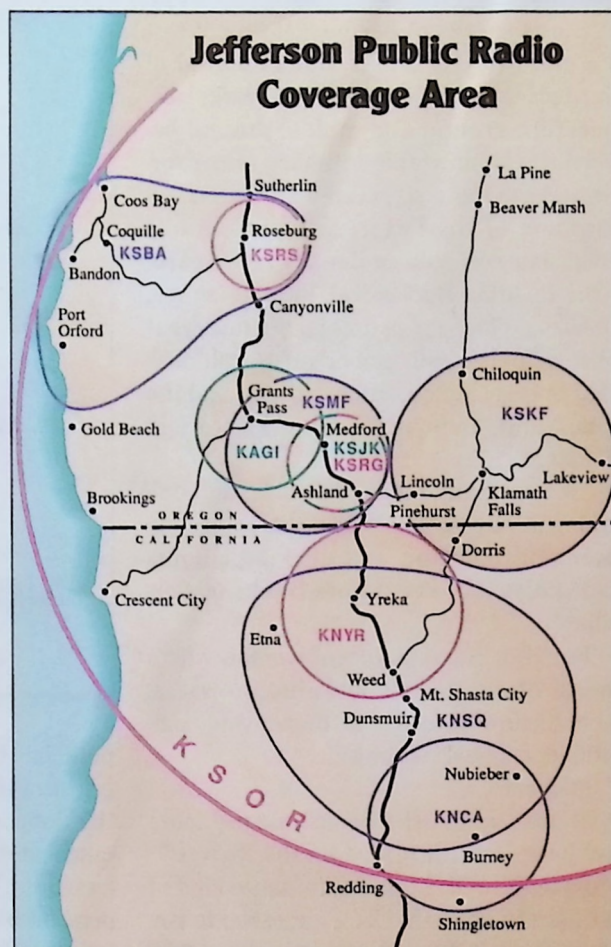 Jefferson Public Radio
Coverage Area
La Pine
Sutherlin
Coos Bay
Beaver Marsh
Coquille
Roseburg
KSBA
KSRS
Bandon
Canyonville
Port
Orford
Chiloquin
Grants
Pass
KSMF
KSKF
Gold Beach
Medford
KAGI
KSJK
KSRG
Lakeview
Ashland
Lincoln
Klamath
Falls
Brookings
Pinehurst
OREGON
CALIFORNIA
Dorris
Crescent City
Yreka
Etna
KNYR
Weed
Mt. Shasta City
Dunsmuir
KNSQ
KSOR
Nubieber
KNCA
Burney
Redding
Shingletown